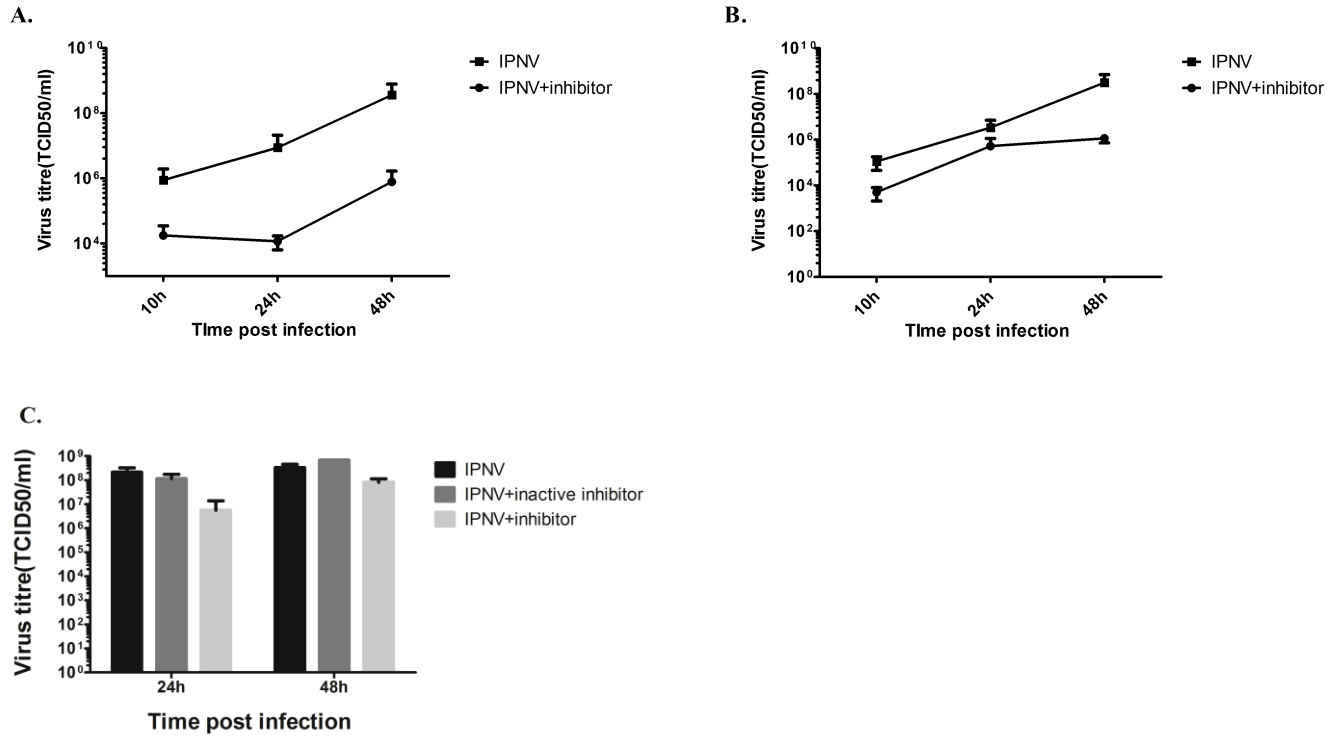 A.
10^10
10^8
10^6
10^4
Virus titre(TCID50/ml)
10h
24h
48h
TIme post infection
IPNV
IPNV+inhibitor
B.
10^10
10^8
10^6
10^4
10^2
10^0
Virus titre(TCID50/ml)
10h
24h
48h
TIme post infection
IPNV
IPNV+inhibitor
C.
10^9
10^8
10^7
10^6
10^5
10^4
10^3
10^2
10^1
10^0
Virus titre(TCID50/ml)
24h
48h
Time post infection
IPNV
IPNV+inactive inhibitor
IPNV+inhibitor